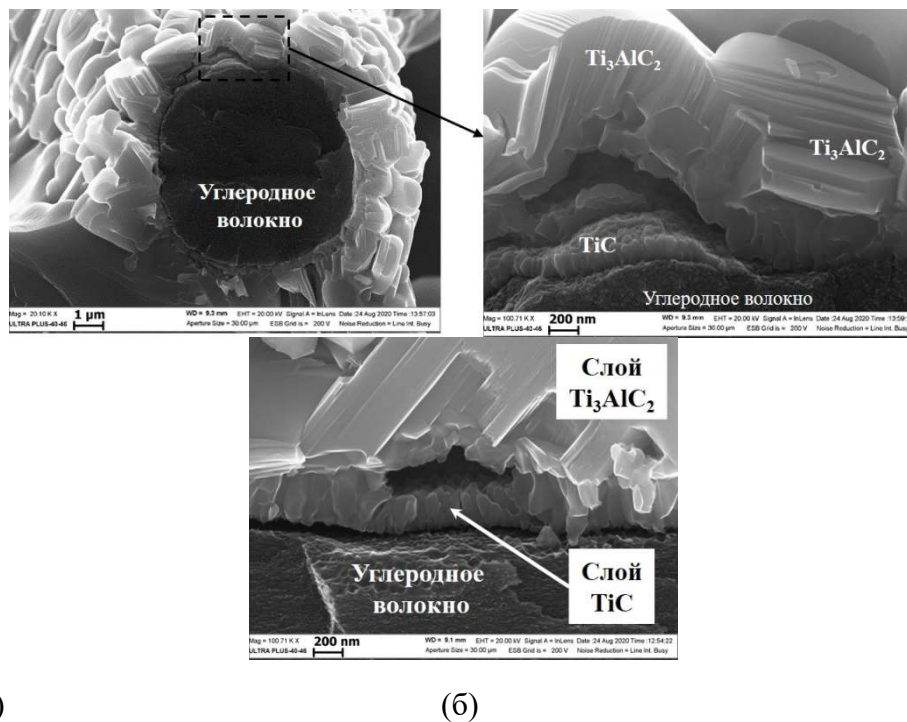 Ti₃AlC₂
Ti₃AlC₂
TiC
Углеродное волокно
Углеродное
волокно
Mag = 20.10 K X
1 µm
WD = 9.3 mm EHT = 20.00 kV Signal A = InLens Date :24 Aug 2020 Time :13:57:03
ULTRA PLUS-40-46
Aperture Size = 30.00 µm ESB Grid is = 200 V Noise Reduction = Line Int. Busy
Mag = 100.71 K X
200 nm
WD = 9.3 mm EHT = 20.00 kV Signal A = InLens Date :24 Aug 2020 Time :13:59:
ULTRA PLUS-40-46
Aperture Size = 30.00 µm ESB Grid is = 200 V Noise Reduction = Line Int. Busy
Слой
Ti₃AlC₂
Слой
TiC
Углеродное
волокно
Mag = 100.71 K X
200 nm
WD = 9.1 mm EHT = 20.00 kV Signal A = InLens Date :24 Aug 2020 Time :12:54:22
ULTRA PLUS-40-46
Aperture Size = 30.00 µm ESB Grid is = 200 V Noise Reduction = Line Int. Busy
)
(б)